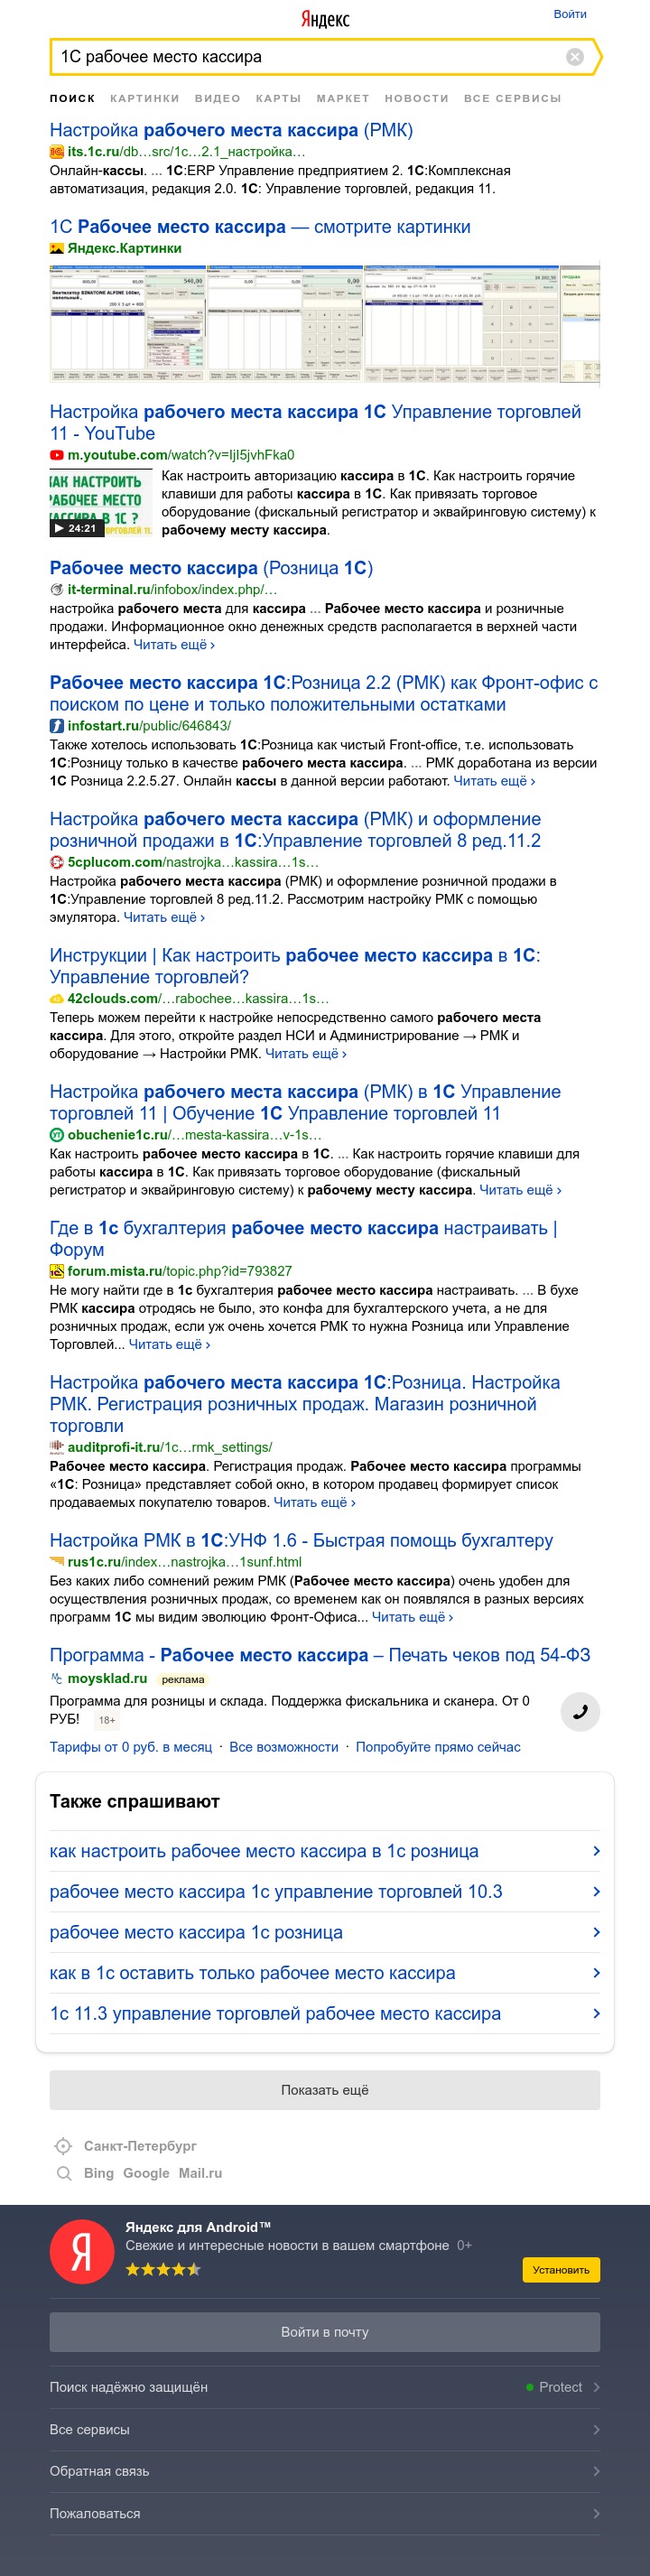 Яндекс
Войти
1С рабочее место кассира
ПОИСК КАРТИНКИ ВИДЕО КАРТЫ МАРКЕТ НОВОСТИ ВСЕ СЕРВИСЫ
Настройка рабочего места кассира (РМК)
its.1c.ru/db…src/1c…2.1_настройка…
Онлайн-кассы. ... 1С:ERP Управление предприятием 2. 1С:Комплексная
автоматизация, редакция 2.0. 1С: Управление торговлей, редакция 11.
1С Рабочее место кассира — смотрите картинки
Яндекс.Картинки
Настройка рабочего места кассира 1С Управление торговлей
11 - YouTube
m.youtube.com/watch?v=IjI5jvhFka0
КАК НАСТРОИТЬ
РАБОЧЕЕ МЕСТО
КАССИРА В 1С ?
24:21
Как настроить авторизацию кассира в 1С. Как настроить горячие
клавиши для работы кассира в 1С. Как привязать торговое
оборудование (фискальный регистратор и эквайринговую систему) к
рабочему месту кассира.
Рабочее место кассира (Розница 1С)
it-terminal.ru/infobox/index.php/…
настройка рабочего места для кассира ... Рабочее место кассира и розничные
продажи. Информационное окно денежных средств располагается в верхней части
интерфейса. Читать ещё ›
Рабочее место кассира 1С:Розница 2.2 (РМК) как Фронт-офис с
поиском по цене и только положительными остатками
infostart.ru/public/646843/
Также хотелось использовать 1С:Розница как чистый Front-office, т.е. использовать
1С:Розницу только в качестве рабочего места кассира. ... РМК доработана из версии
1С Розница 2.2.5.27. Онлайн кассы в данной версии работают. Читать ещё ›
Настройка рабочего места кассира (РМК) и оформление
розничной продажи в 1С:Управление торговлей 8 ред.11.2
5cplucom.com/nastrojka…kassira…1s…
Настройка рабочего места кассира (РМК) и оформление розничной продажи в
1С:Управление торговлей 8 ред.11.2. Рассмотрим настройку РМК с помощью
эмулятора. Читать ещё ›
Инструкции | Как настроить рабочее место кассира в 1С:
Управление торговлей?
42clouds.com/…rabochee…kassira…1s…
Теперь можем перейти к настройке непосредственно самого рабочего места
кассира. Для этого, откройте раздел НСИ и Администрирование → РМК и
оборудование → Настройки РМК. Читать ещё ›
Настройка рабочего места кассира (РМК) в 1С Управление
торговлей 11 | Обучение 1С Управление торговлей 11
obuchenie1c.ru/…mesta-kassira…v-1s…
Как настроить рабочее место кассира в 1С. ... Как настроить горячие клавиши для
работы кассира в 1С. Как привязать торговое оборудование (фискальный
регистратор и эквайринговую систему) к рабочему месту кассира. Читать ещё ›
Где в 1с бухгалтерия рабочее место кассира настраивать |
Форум
forum.mista.ru/topic.php?id=793827
Не могу найти где в 1с бухгалтерия рабочее место кассира настраивать. ... В бухе
РМК кассира отродясь не было, это конфа для бухгалтерского учета, а не для
розничных продаж, если уж очень хочется РМК то нужна Розница или Управление
Торговлей... Читать ещё ›
Настройка рабочего места кассира 1С:Розница. Настройка
РМК. Регистрация розничных продаж. Магазин розничной
торговли
auditprofi-it.ru/1c…rmk_settings/
Рабочее место кассира. Регистрация продаж. Рабочее место кассира программы
«1С: Розница» представляет собой окно, в котором продавец формирует список
продаваемых покупателю товаров. Читать ещё ›
Настройка РМК в 1С:УНФ 1.6 - Быстрая помощь бухгалтеру
rus1c.ru/index…nastrojka…1sunf.html
Без каких либо сомнений режим РМК (Рабочее место кассира) очень удобен для
осуществления розничных продаж, со временем как он появлялся в разных версиях
программ 1С мы видим эволюцию Фронт-Офиса... Читать ещё ›
Программа - Рабочее место кассира – Печать чеков под 54-ФЗ
moysklad.ru реклама
Программа для розницы и склада. Поддержка фискальника и сканера. От 0
РУБ! 18+
Тарифы от 0 руб. в месяц · Все возможности · Попробуйте прямо сейчас
Также спрашивают
как настроить рабочее место кассира в 1с розница
рабочее место кассира 1с управление торговлей 10.3
рабочее место кассира 1с розница
как в 1с оставить только рабочее место кассира
1с 11.3 управление торговлей рабочее место кассира
Показать ещё
Санкт-Петербург
Bing Google Mail.ru
Яндекс для Android™
Свежие и интересные новости в вашем смартфоне 0+
Установить
Войти в почту
Поиск надёжно защищён Protect
Все сервисы
Обратная связь
Пожаловаться